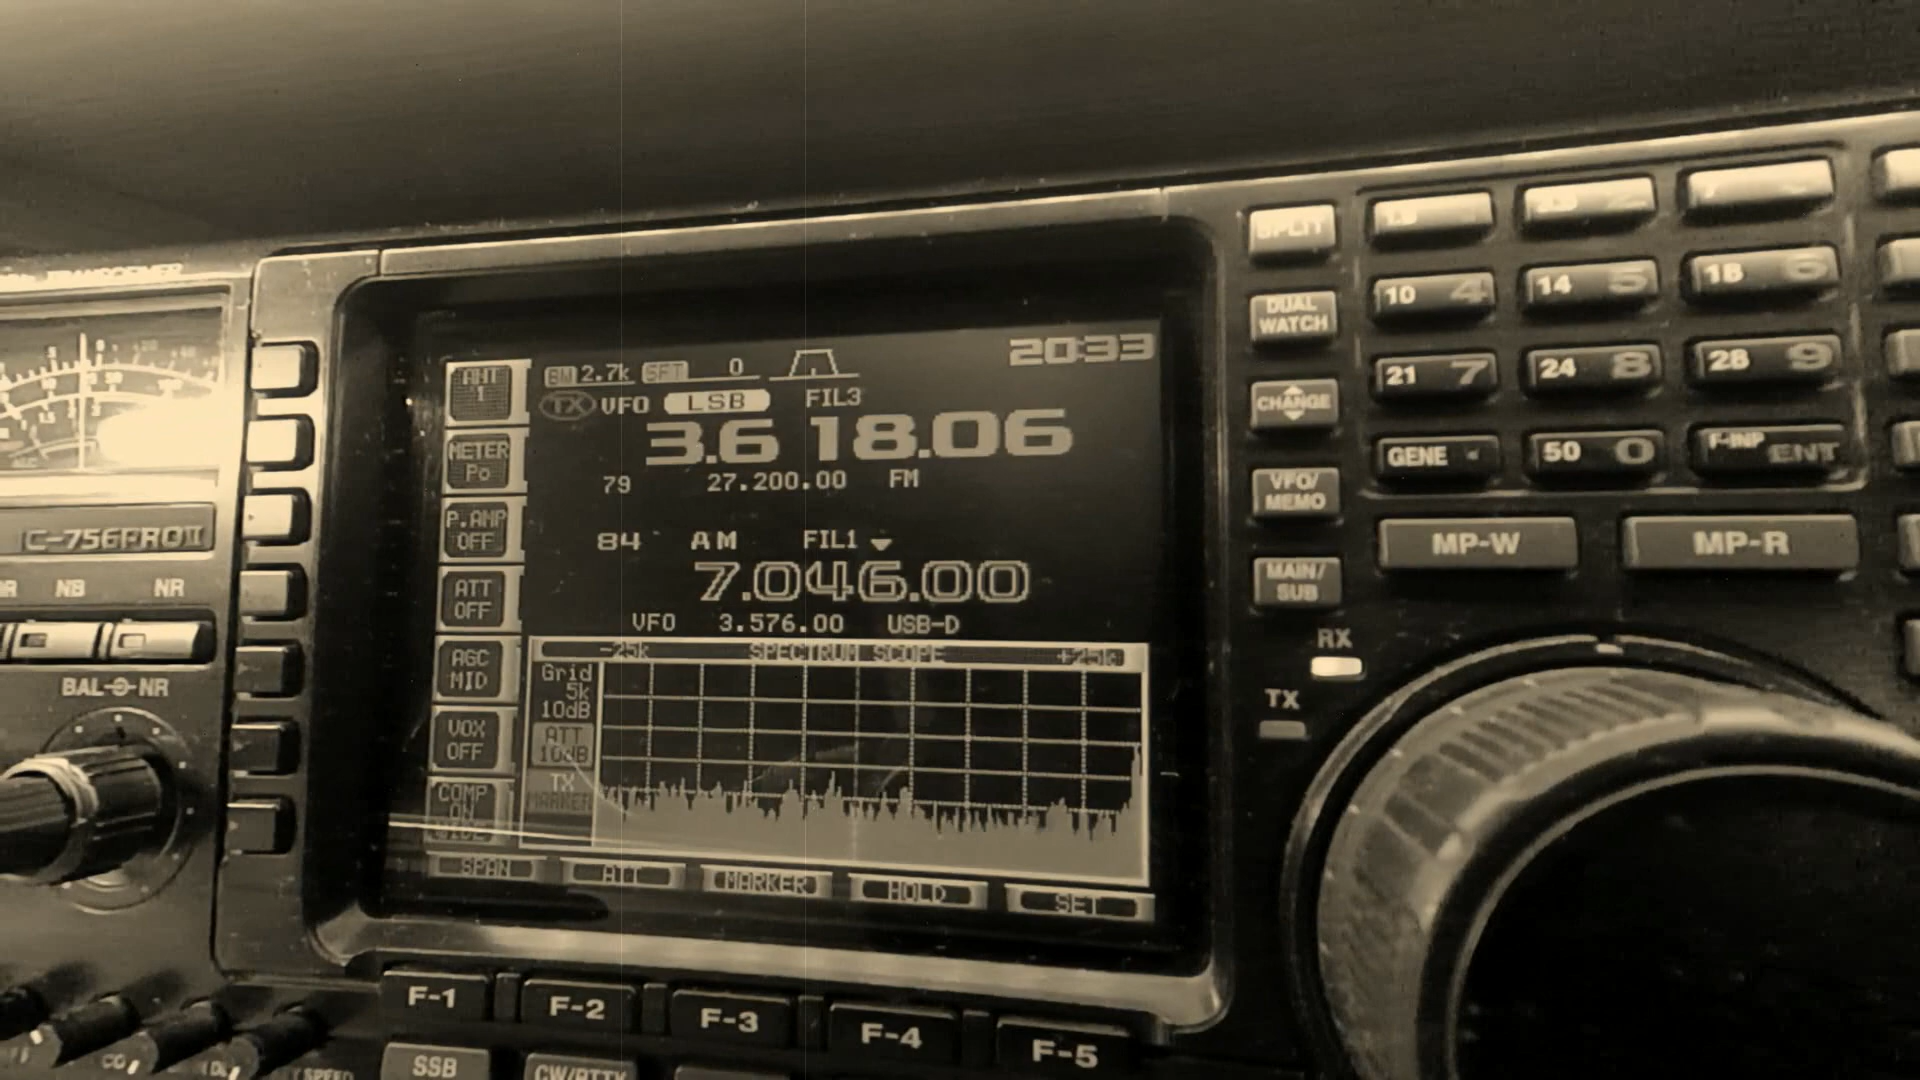 TRANSFORMER
C-756PROII
NB NR
BAL NR
ANT 1
METER Po
P.AMP OFF
ATT OFF
AGC MID
VOX OFF
COMP ON
BW 2.7k SFT 0
20:33
TX VFO LSB FIL3
3.618.06
79 27.200.00 FM
84 AM FIL1
7.046.00
VFO 3.576.00 USB-D
-25k SPECTRUM SCOPE +25k
Grid
5k
10dB
ATT
10dB
TX
MARKER
SPAN ATT MARKER HOLD SET
F-1 F-2 F-3 F-4 F-5
SSB CW/RTTY
SPEED
SPLIT
DUAL WATCH
CHANGE
VFO/MEMO
MAIN/SUB
RX
TX
10 4 14 5 18 6
21 7 24 8 28 9
GENE · 50 0 F-INP ENT
MP-W MP-R